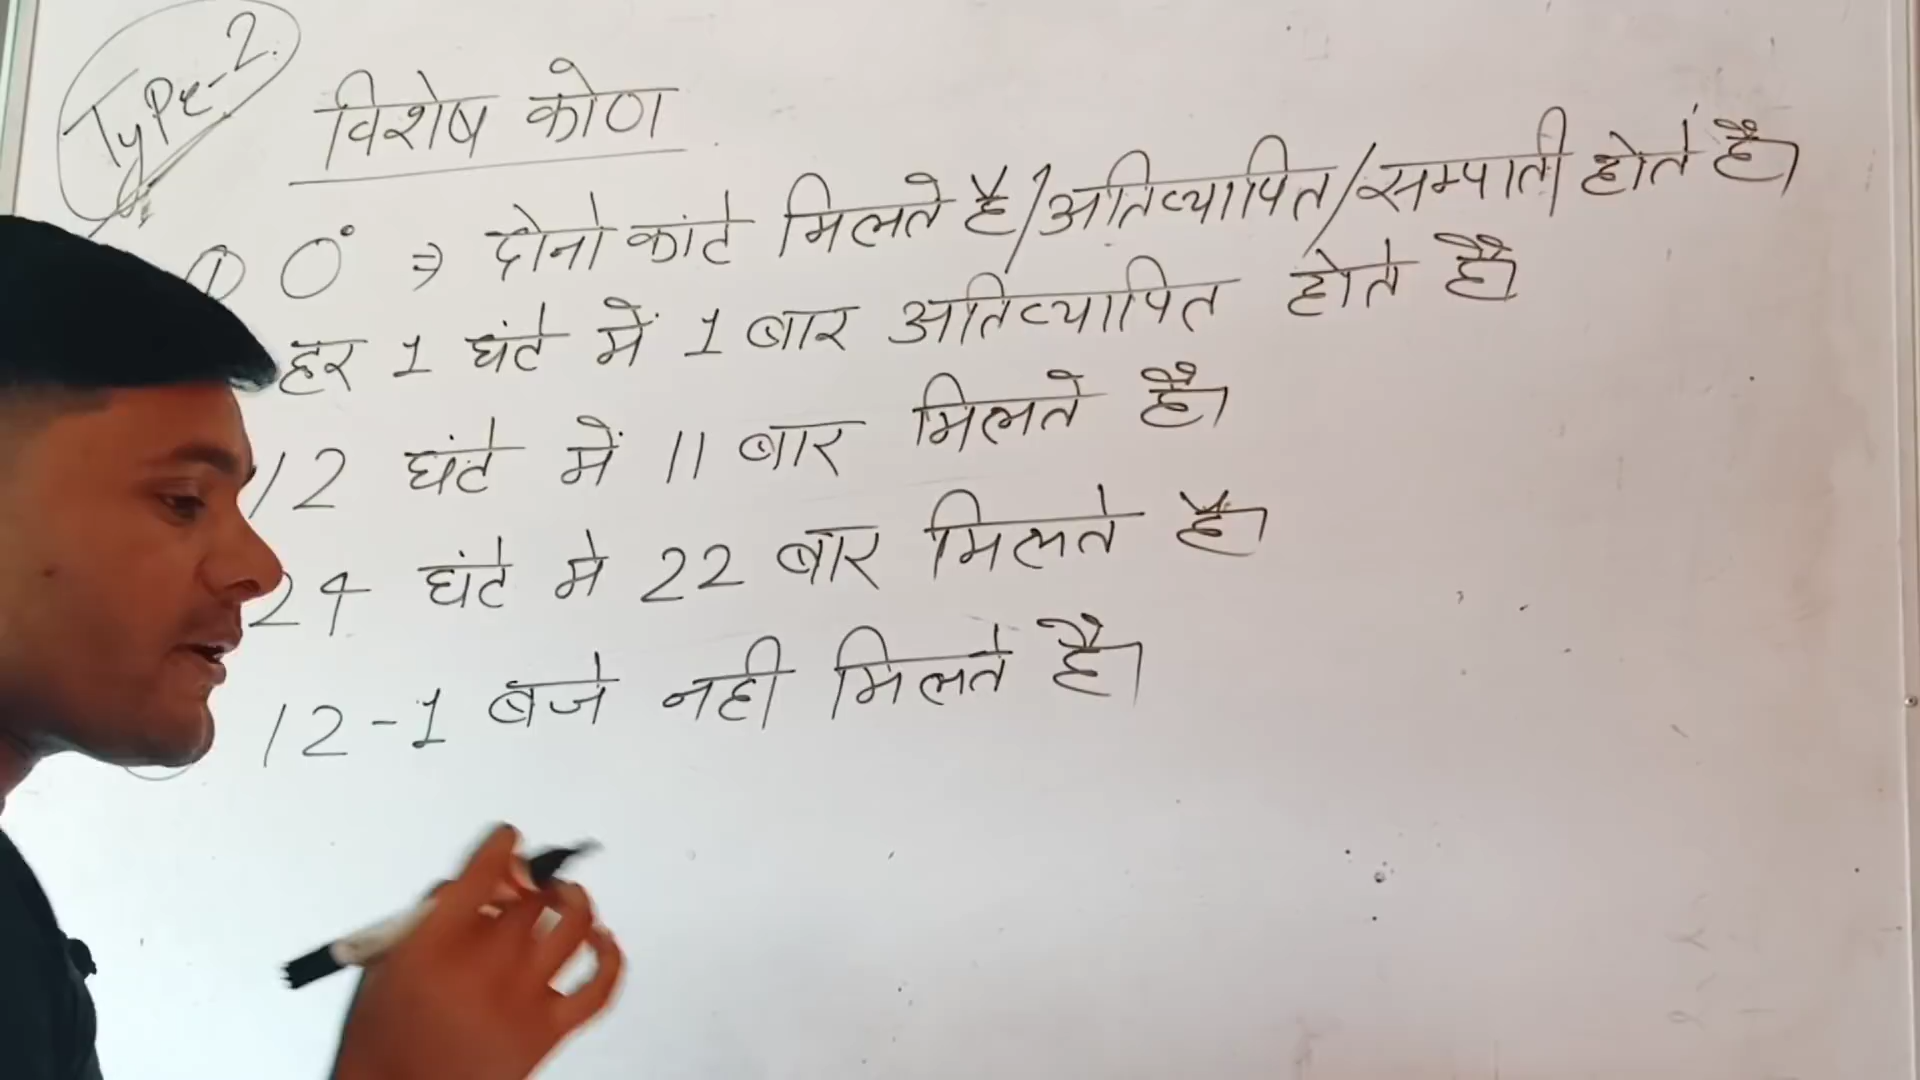 Type-2
विशेष कोण
① 0° ⇒ दोनो कांटे मिलते है/अतिव्यापित/सम्पाती होते है।
हर 1 घंटे में 1 बार अतिव्यापित होते है।
12 घंटे में 11 बार मिलते है।
24 घंटे मे 22 बार मिलते है।
12-1 बजे नही मिलते है।